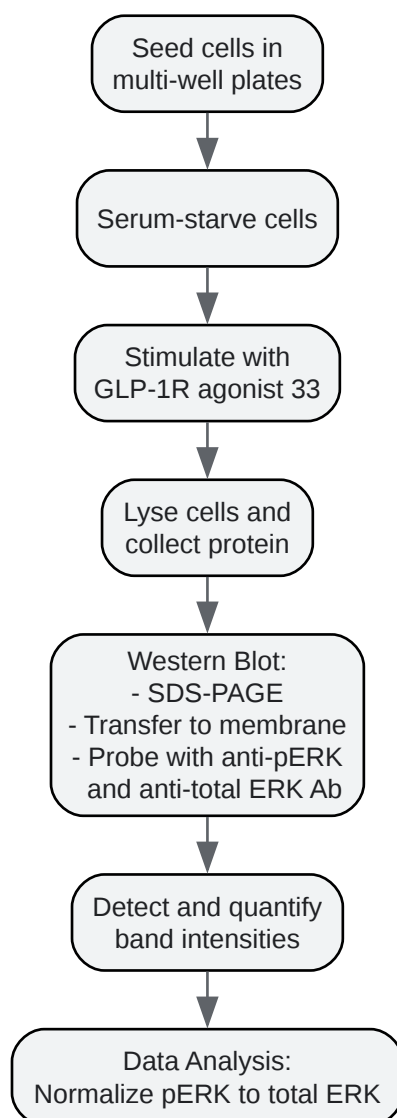 Seed cells in
multi-well plates
Serum-starve cells
Stimulate with
GLP-1R agonist 33
Lyse cells and
collect protein
Western Blot:
- SDS-PAGE
- Transfer to membrane
- Probe with anti-pERK
and anti-total ERK Ab
Detect and quantify
band intensities
Data Analysis:
Normalize pERK to total ERK